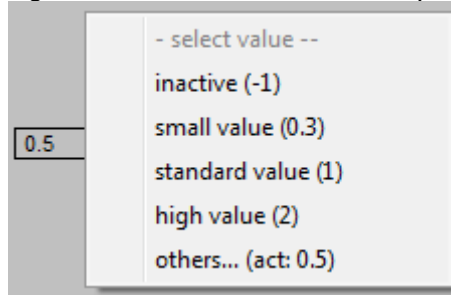 - select value --
inactive (-1)
small value (0.3)
0.5
standard value (1)
high value (2)
others... (act: 0.5)